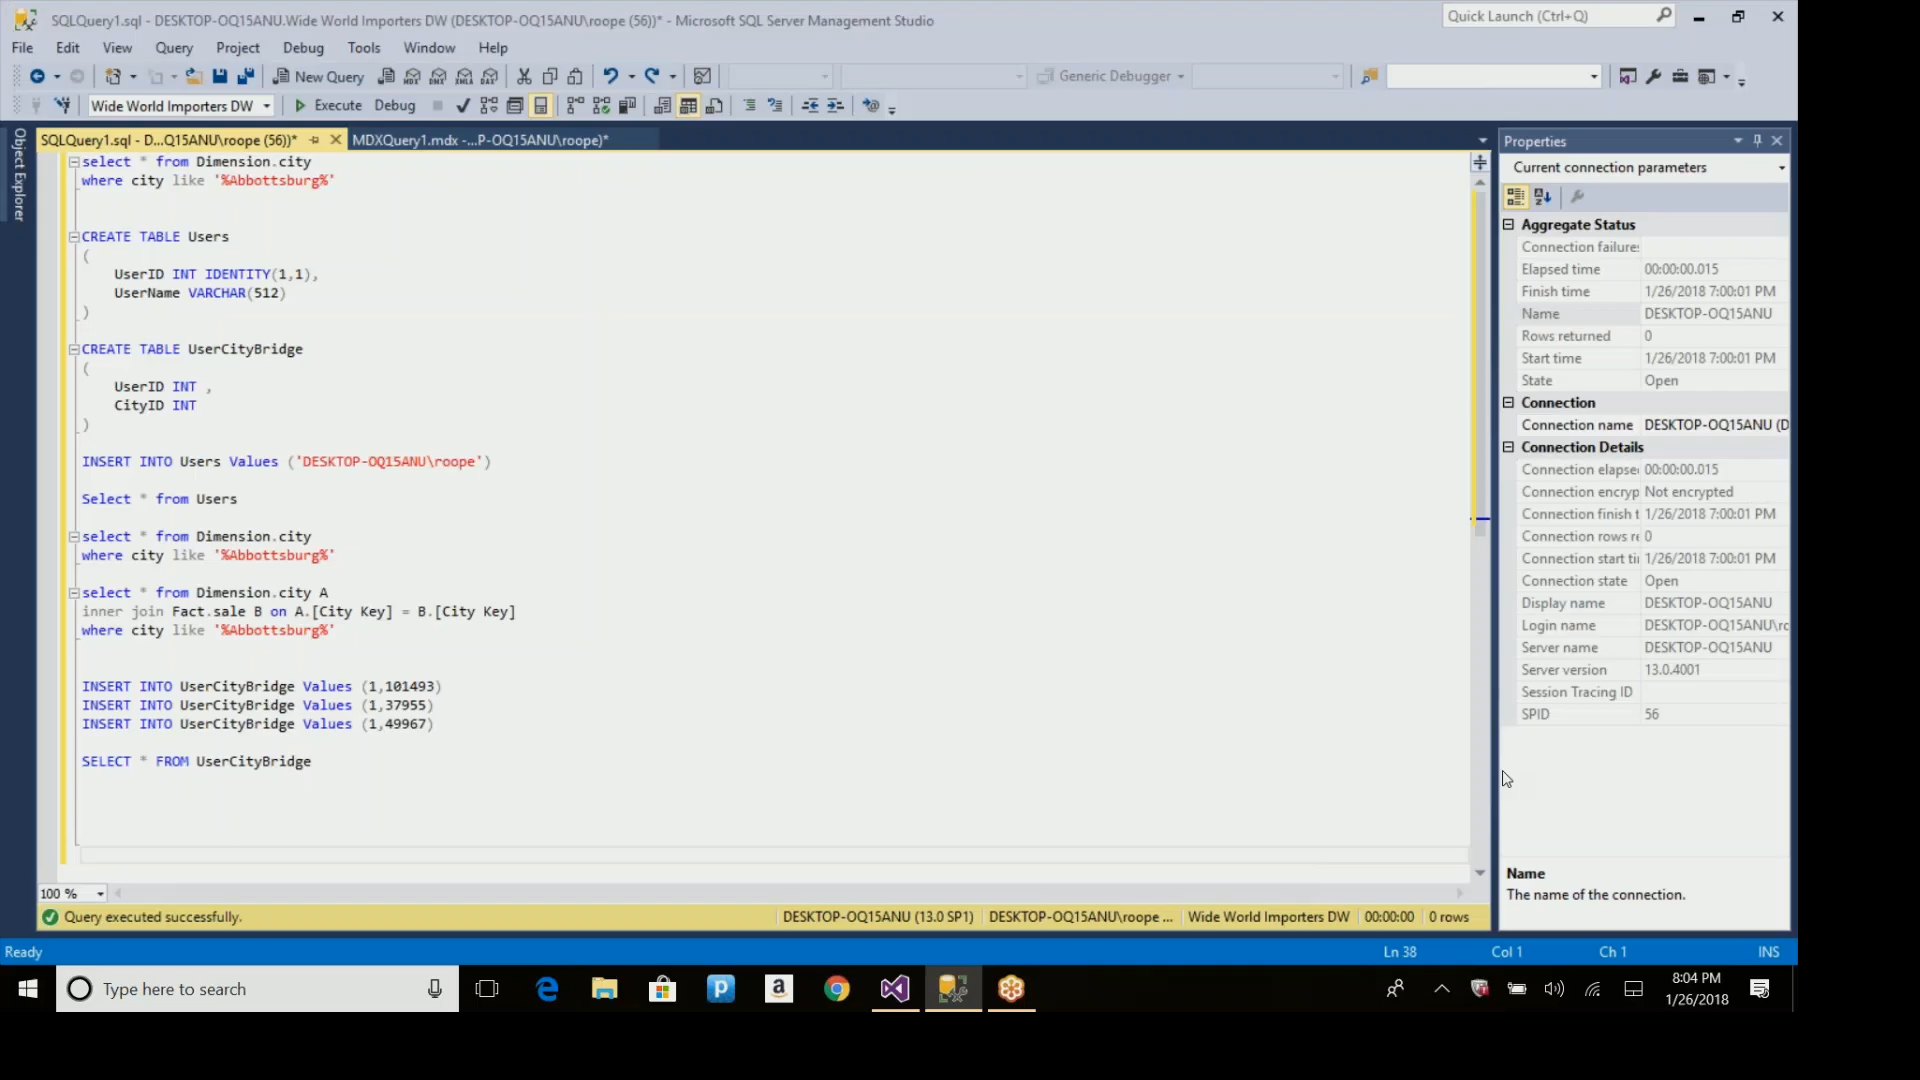 SQLQuery1.sql - DESKTOP-OQ15ANU.Wide World Importers DW (DESKTOP-OQ15ANU\roope (56))* - Microsoft SQL Server Management Studio
Quick Launch (Ctrl+Q)
File Edit View Query Project Debug Tools Window Help
New Query
Generic Debugger
Wide World Importers DW
Execute Debug
Object Explorer
SQLQuery1.sql - D...Q15ANU\roope (56))*
MDXQuery1.mdx -...P-OQ15ANU\roope)*
select * from Dimension.city
where city like '%Abbottsburg%'
CREATE TABLE Users
(
UserID INT IDENTITY(1,1),
UserName VARCHAR(512)
)
CREATE TABLE UserCityBridge
(
UserID INT ,
CityID INT
)
INSERT INTO Users Values ('DESKTOP-OQ15ANU\roope')
Select * from Users
select * from Dimension.city
where city like '%Abbottsburg%'
select * from Dimension.city A
inner join Fact.sale B on A.[City Key] = B.[City Key]
where city like '%Abbottsburg%'
INSERT INTO UserCityBridge Values (1,101493)
INSERT INTO UserCityBridge Values (1,37955)
INSERT INTO UserCityBridge Values (1,49967)
SELECT * FROM UserCityBridge
100 %
Query executed successfully.
DESKTOP-OQ15ANU (13.0 SP1)
DESKTOP-OQ15ANU\roope ...
Wide World Importers DW
00:00:00
0 rows
Properties
Current connection parameters
Aggregate Status
Connection failures
Elapsed time 00:00:00.015
Finish time 1/26/2018 7:00:01 PM
Name DESKTOP-OQ15ANU
Rows returned 0
Start time 1/26/2018 7:00:01 PM
State Open
Connection
Connection name DESKTOP-OQ15ANU (D
Connection Details
Connection elapse 00:00:00.015
Connection encryp Not encrypted
Connection finish t 1/26/2018 7:00:01 PM
Connection rows re 0
Connection start ti 1/26/2018 7:00:01 PM
Connection state Open
Display name DESKTOP-OQ15ANU
Login name DESKTOP-OQ15ANU\ro
Server name DESKTOP-OQ15ANU
Server version 13.0.4001
Session Tracing ID
SPID 56
Name
The name of the connection.
Ready
Ln 38
Col 1
Ch 1
INS
Type here to search
8:04 PM
1/26/2018